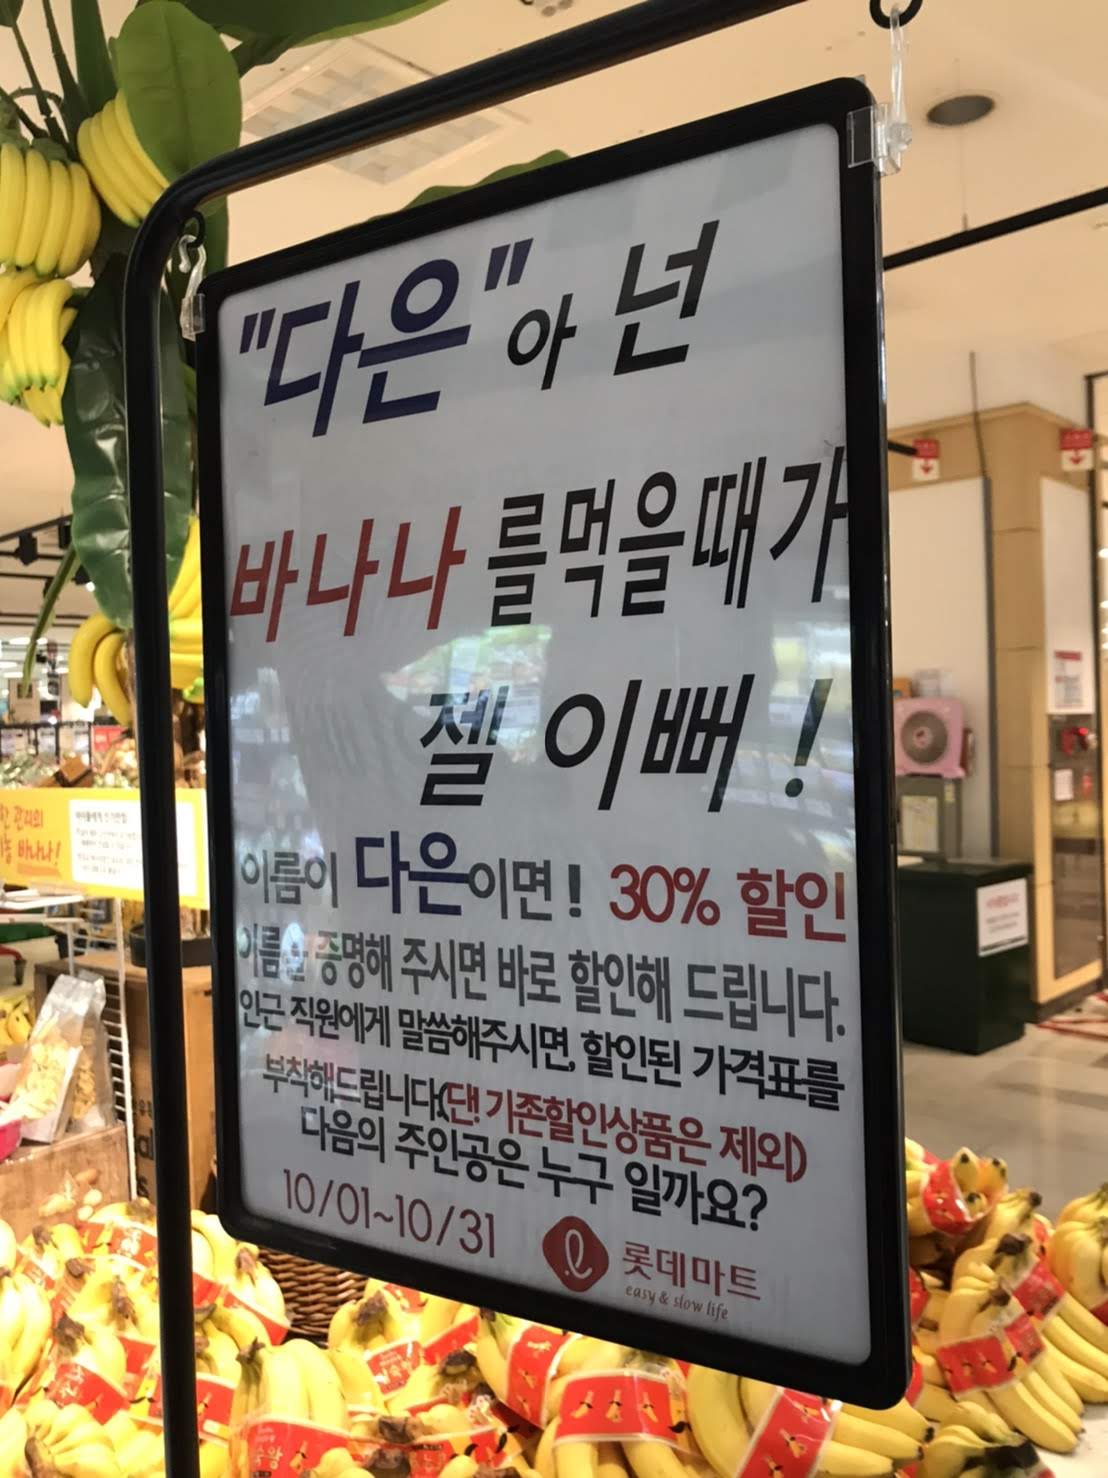 "다은"아 넌
바나나를먹을때가
젤 이뻐!
이름이 다은이면! 30% 할인
이름을 증명해 주시면 바로 할인해 드립니다.
인근 직원에게 말씀해주시면, 할인된 가격표를
부착해드립니다(단! 기존할인상품은 제외)
다음의 주인공은 누구 일까요?
10/01~10/31
롯데마트
easy & slow life
바나나!